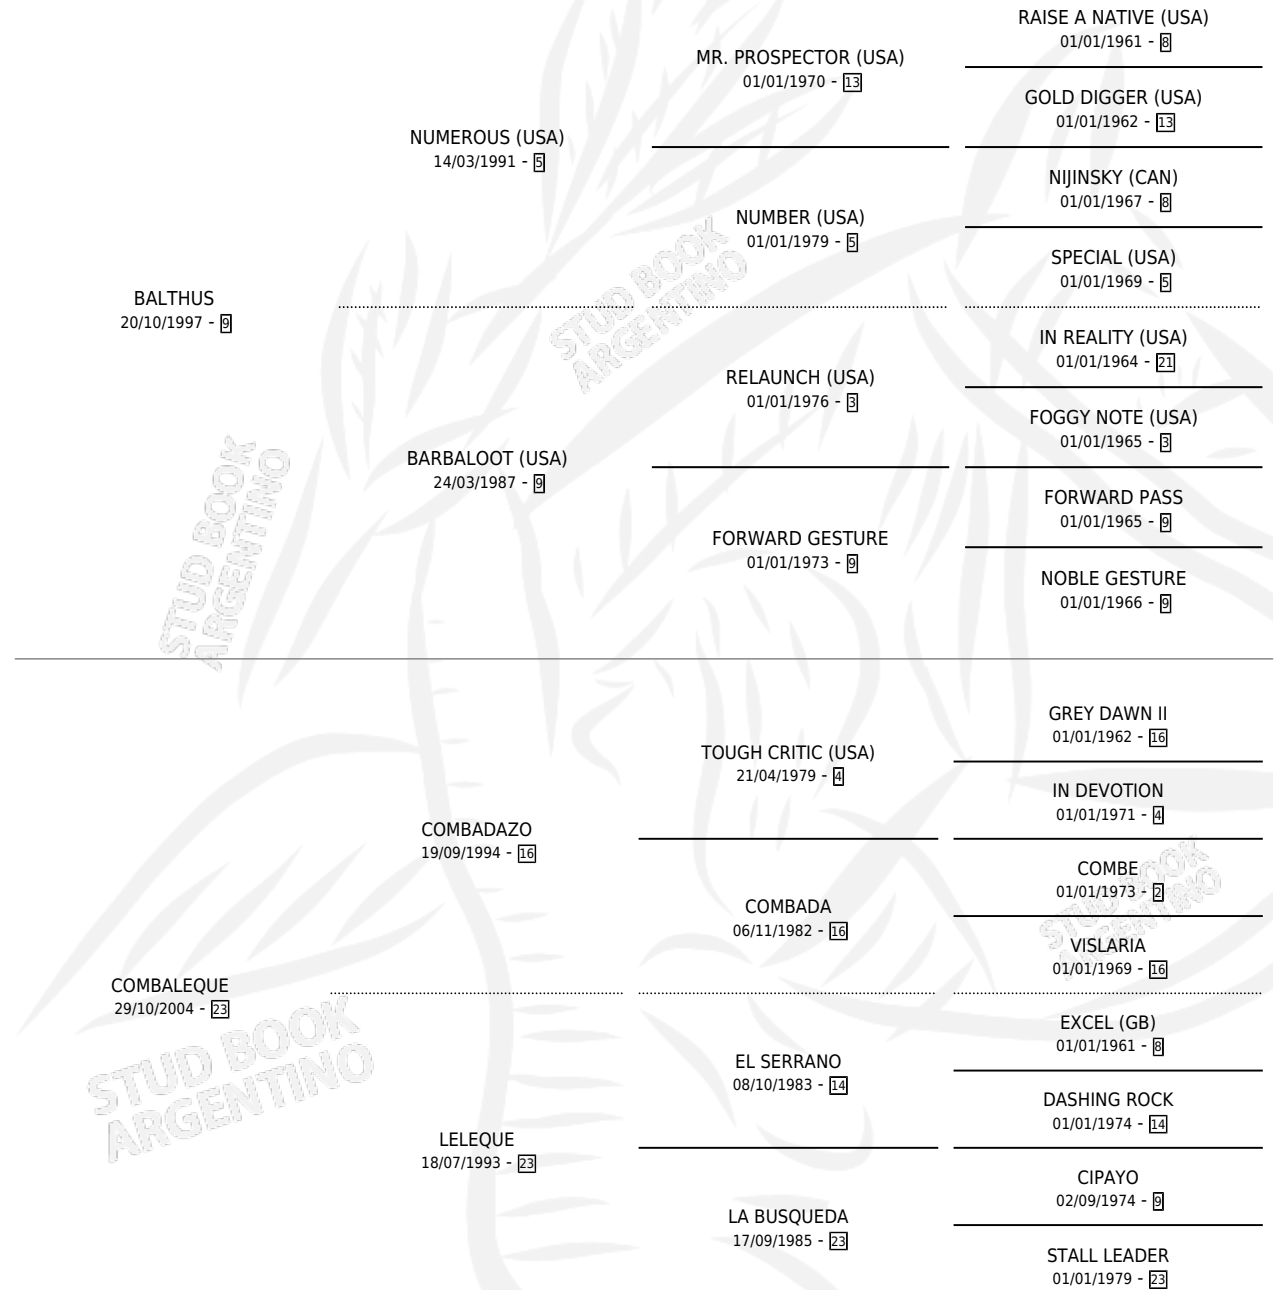 RAISE A NATIVE (USA)
01/01/1961 - 8
MR. PROSPECTOR (USA)
01/01/1970 - 13
GOLD DIGGER (USA)
01/01/1962 - 13
NUMEROUS (USA)
14/03/1991 - 5
NIJINSKY (CAN)
01/01/1967 - 8
NUMBER (USA)
01/01/1979 - 5
SPECIAL (USA)
01/01/1969 - 5
BALTHUS
20/10/1997 - 9
IN REALITY (USA)
01/01/1964 - 21
RELAUNCH (USA)
01/01/1976 - 3
FOGGY NOTE (USA)
01/01/1965 - 3
BARBALOOT (USA)
24/03/1987 - 9
FORWARD PASS
01/01/1965 - 9
FORWARD GESTURE
01/01/1973 - 9
NOBLE GESTURE
01/01/1966 - 9
GREY DAWN II
01/01/1962 - 16
TOUGH CRITIC (USA)
21/04/1979 - 4
IN DEVOTION
01/01/1971 - 4
COMBADAZO
19/09/1994 - 16
COMBE
01/01/1973 - 2
COMBADA
06/11/1982 - 16
VISLARIA
01/01/1969 - 16
COMBALEQUE
29/10/2004 - 23
EXCEL (GB)
01/01/1961 - 8
EL SERRANO
08/10/1983 - 14
DASHING ROCK
01/01/1974 - 14
LELEQUE
18/07/1993 - 23
CIPAYO
02/09/1974 - 9
LA BUSQUEDA
17/09/1985 - 23
STALL LEADER
01/01/1979 - 23
STUD BOOK
ARGENTINO
STUD BOOK
ARGENTINO
STUD BOOK
ARGENTINO
STUD BOOK
ARGENTINO